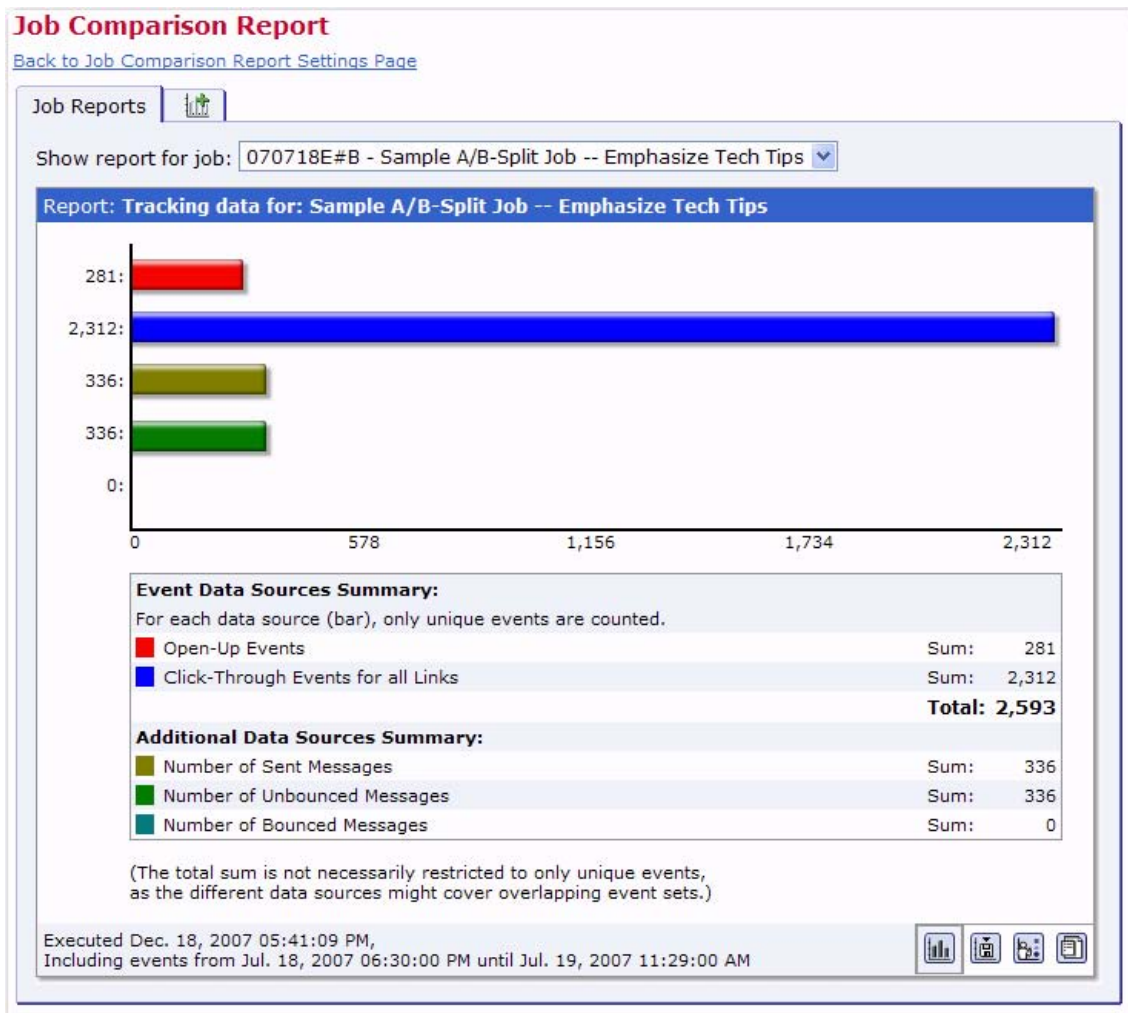 Job Comparison Report
Back to Job Comparison Report Settings Page
Job Reports
Show report for job: 070718E#B - Sample A/B-Split Job -- Emphasize Tech Tips
Report: Tracking data for: Sample A/B-Split Job -- Emphasize Tech Tips
281:
2,312:
336:
336:
0:
0 578 1,156 1,734 2,312
Event Data Sources Summary:
For each data source (bar), only unique events are counted.
Open-Up Events Sum: 281
Click-Through Events for all Links Sum: 2,312
Total: 2,593
Additional Data Sources Summary:
Number of Sent Messages Sum: 336
Number of Unbounced Messages Sum: 336
Number of Bounced Messages Sum: 0
(The total sum is not necessarily restricted to only unique events,
as the different data sources might cover overlapping event sets.)
Executed Dec. 18, 2007 05:41:09 PM,
Including events from Jul. 18, 2007 06:30:00 PM until Jul. 19, 2007 11:29:00 AM